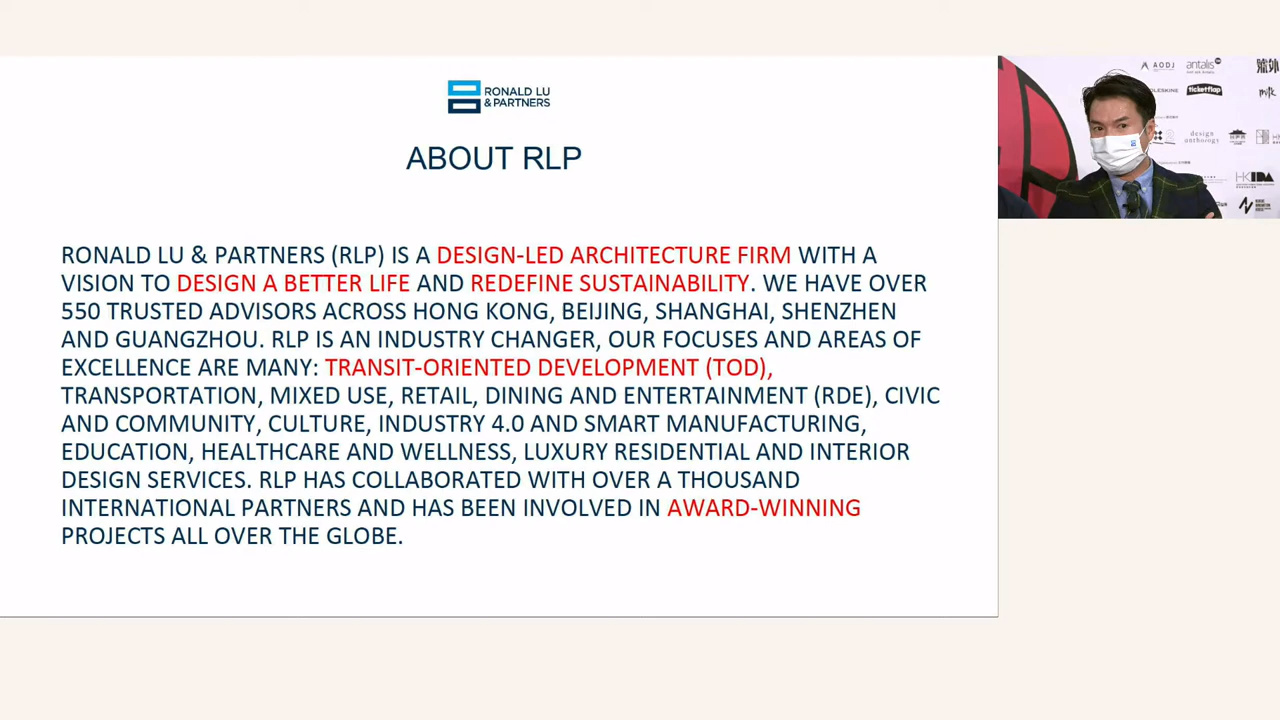 RONALD LU
& PARTNERS
ABOUT RLP
RONALD LU & PARTNERS (RLP) IS A DESIGN-LED ARCHITECTURE FIRM WITH A
VISION TO DESIGN A BETTER LIFE AND REDEFINE SUSTAINABILITY. WE HAVE OVER
550 TRUSTED ADVISORS ACROSS HONG KONG, BEIJING, SHANGHAI, SHENZHEN
AND GUANGZHOU. RLP IS AN INDUSTRY CHANGER, OUR FOCUSES AND AREAS OF
EXCELLENCE ARE MANY: TRANSIT-ORIENTED DEVELOPMENT (TOD),
TRANSPORTATION, MIXED USE, RETAIL, DINING AND ENTERTAINMENT (RDE), CIVIC
AND COMMUNITY, CULTURE, INDUSTRY 4.0 AND SMART MANUFACTURING,
EDUCATION, HEALTHCARE AND WELLNESS, LUXURY RESIDENTIAL AND INTERIOR
DESIGN SERVICES. RLP HAS COLLABORATED WITH OVER A THOUSAND
INTERNATIONAL PARTNERS AND HAS BEEN INVOLVED IN AWARD-WINNING
PROJECTS ALL OVER THE GLOBE.
AODJ
antalis
OLESKINE
ticketflap
milk
design
anthology
HKIDA